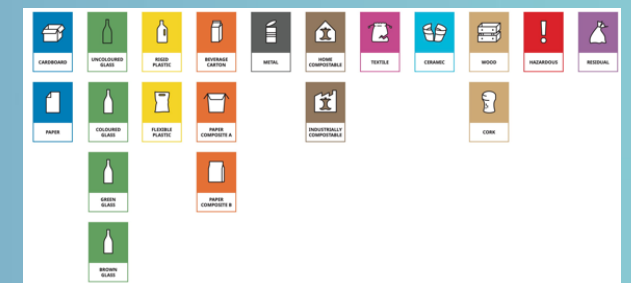 CARDBOARD
UNCOLOURED
GLASS
RIGID
PLASTIC
BEVERAGE
CARTON
METAL
HOME
COMPOSTABLE
TEXTILE
CERAMIC
WOOD
HAZARDOUS
RESIDUAL
PAPER
COLOURED
GLASS
FLEXIBLE
PLASTIC
PAPER
COMPOSITE A
INDUSTRIALLY
COMPOSTABLE
CORK
GREEN
GLASS
PAPER
COMPOSITE B
BROWN
GLASS